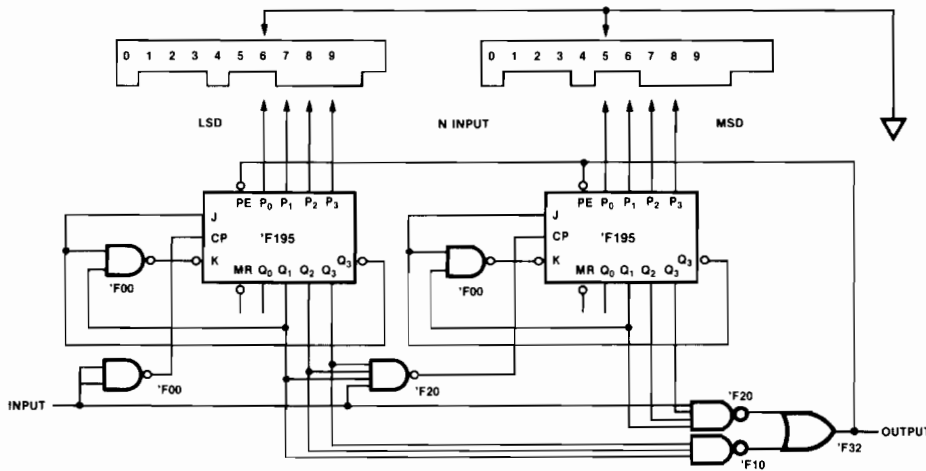 0 1 2 3 4 5 6 7 8 9
0 1 2 3 4 5 6 7 8 9
LSD
N INPUT
MSD
PE P0 P1 P2 P3
J
CP
'F195
K
Q3
MR Q0 Q1 Q2 Q3
'F00
PE P0 P1 P2 P3
J
CP
'F195
K
Q3
MR Q0 Q1 Q2 Q3
'F00
'F00
'F20
INPUT
'F20
OUTPUT
'F32
'F10